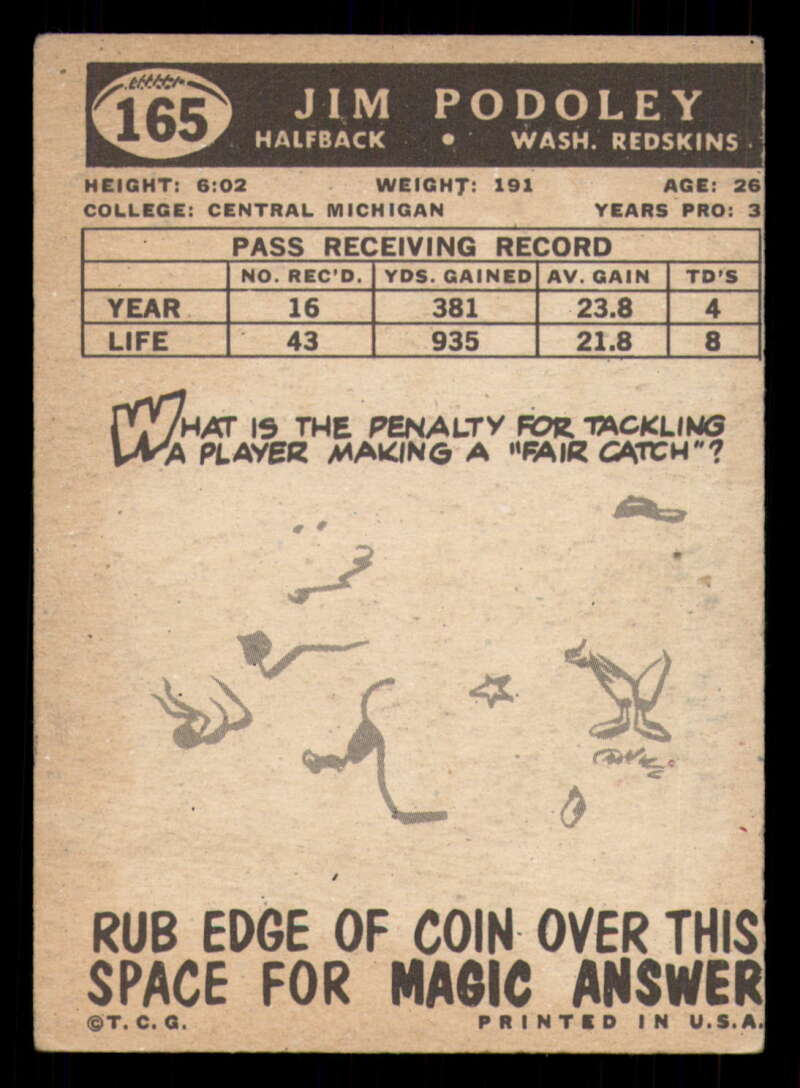 165
JIM PODOLEY
HALFBACK • WASH. REDSKINS
HEIGHT: 6:02 WEIGHT: 191 AGE: 26
COLLEGE: CENTRAL MICHIGAN YEARS PRO: 3
PASS RECEIVING RECORD
NO. REC'D. YDS. GAINED AV. GAIN TD'S
YEAR 16 381 23.8 4
LIFE 43 935 21.8 8
WHAT IS THE PENALTY FOR TACKLING
A PLAYER MAKING A "FAIR CATCH"?
RUB EDGE OF COIN OVER THIS
SPACE FOR MAGIC ANSWER
©T.C.G. PRINTED IN U.S.A.